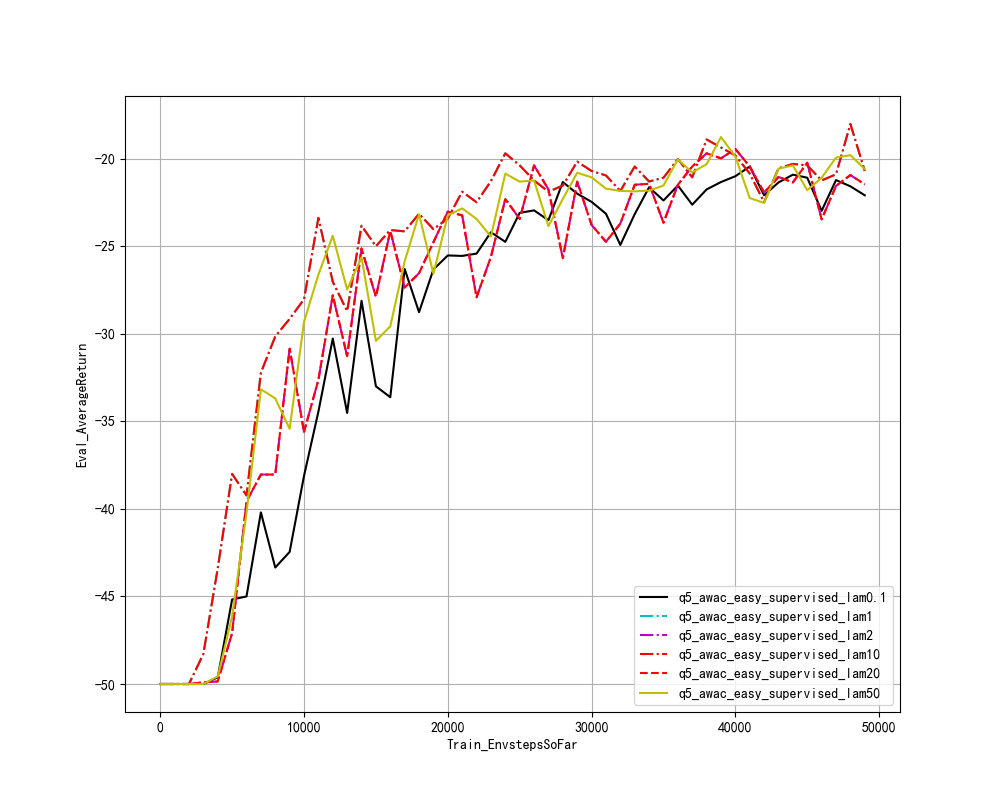 Eval_AverageReturn
−20
−25
−30
−35
−40
−45
−50
0
10000
20000
30000
40000
50000
Train_EnvstepsSoFar
q5_awac_easy_supervised_lam0.1
q5_awac_easy_supervised_lam1
q5_awac_easy_supervised_lam2
q5_awac_easy_supervised_lam10
q5_awac_easy_supervised_lam20
q5_awac_easy_supervised_lam50